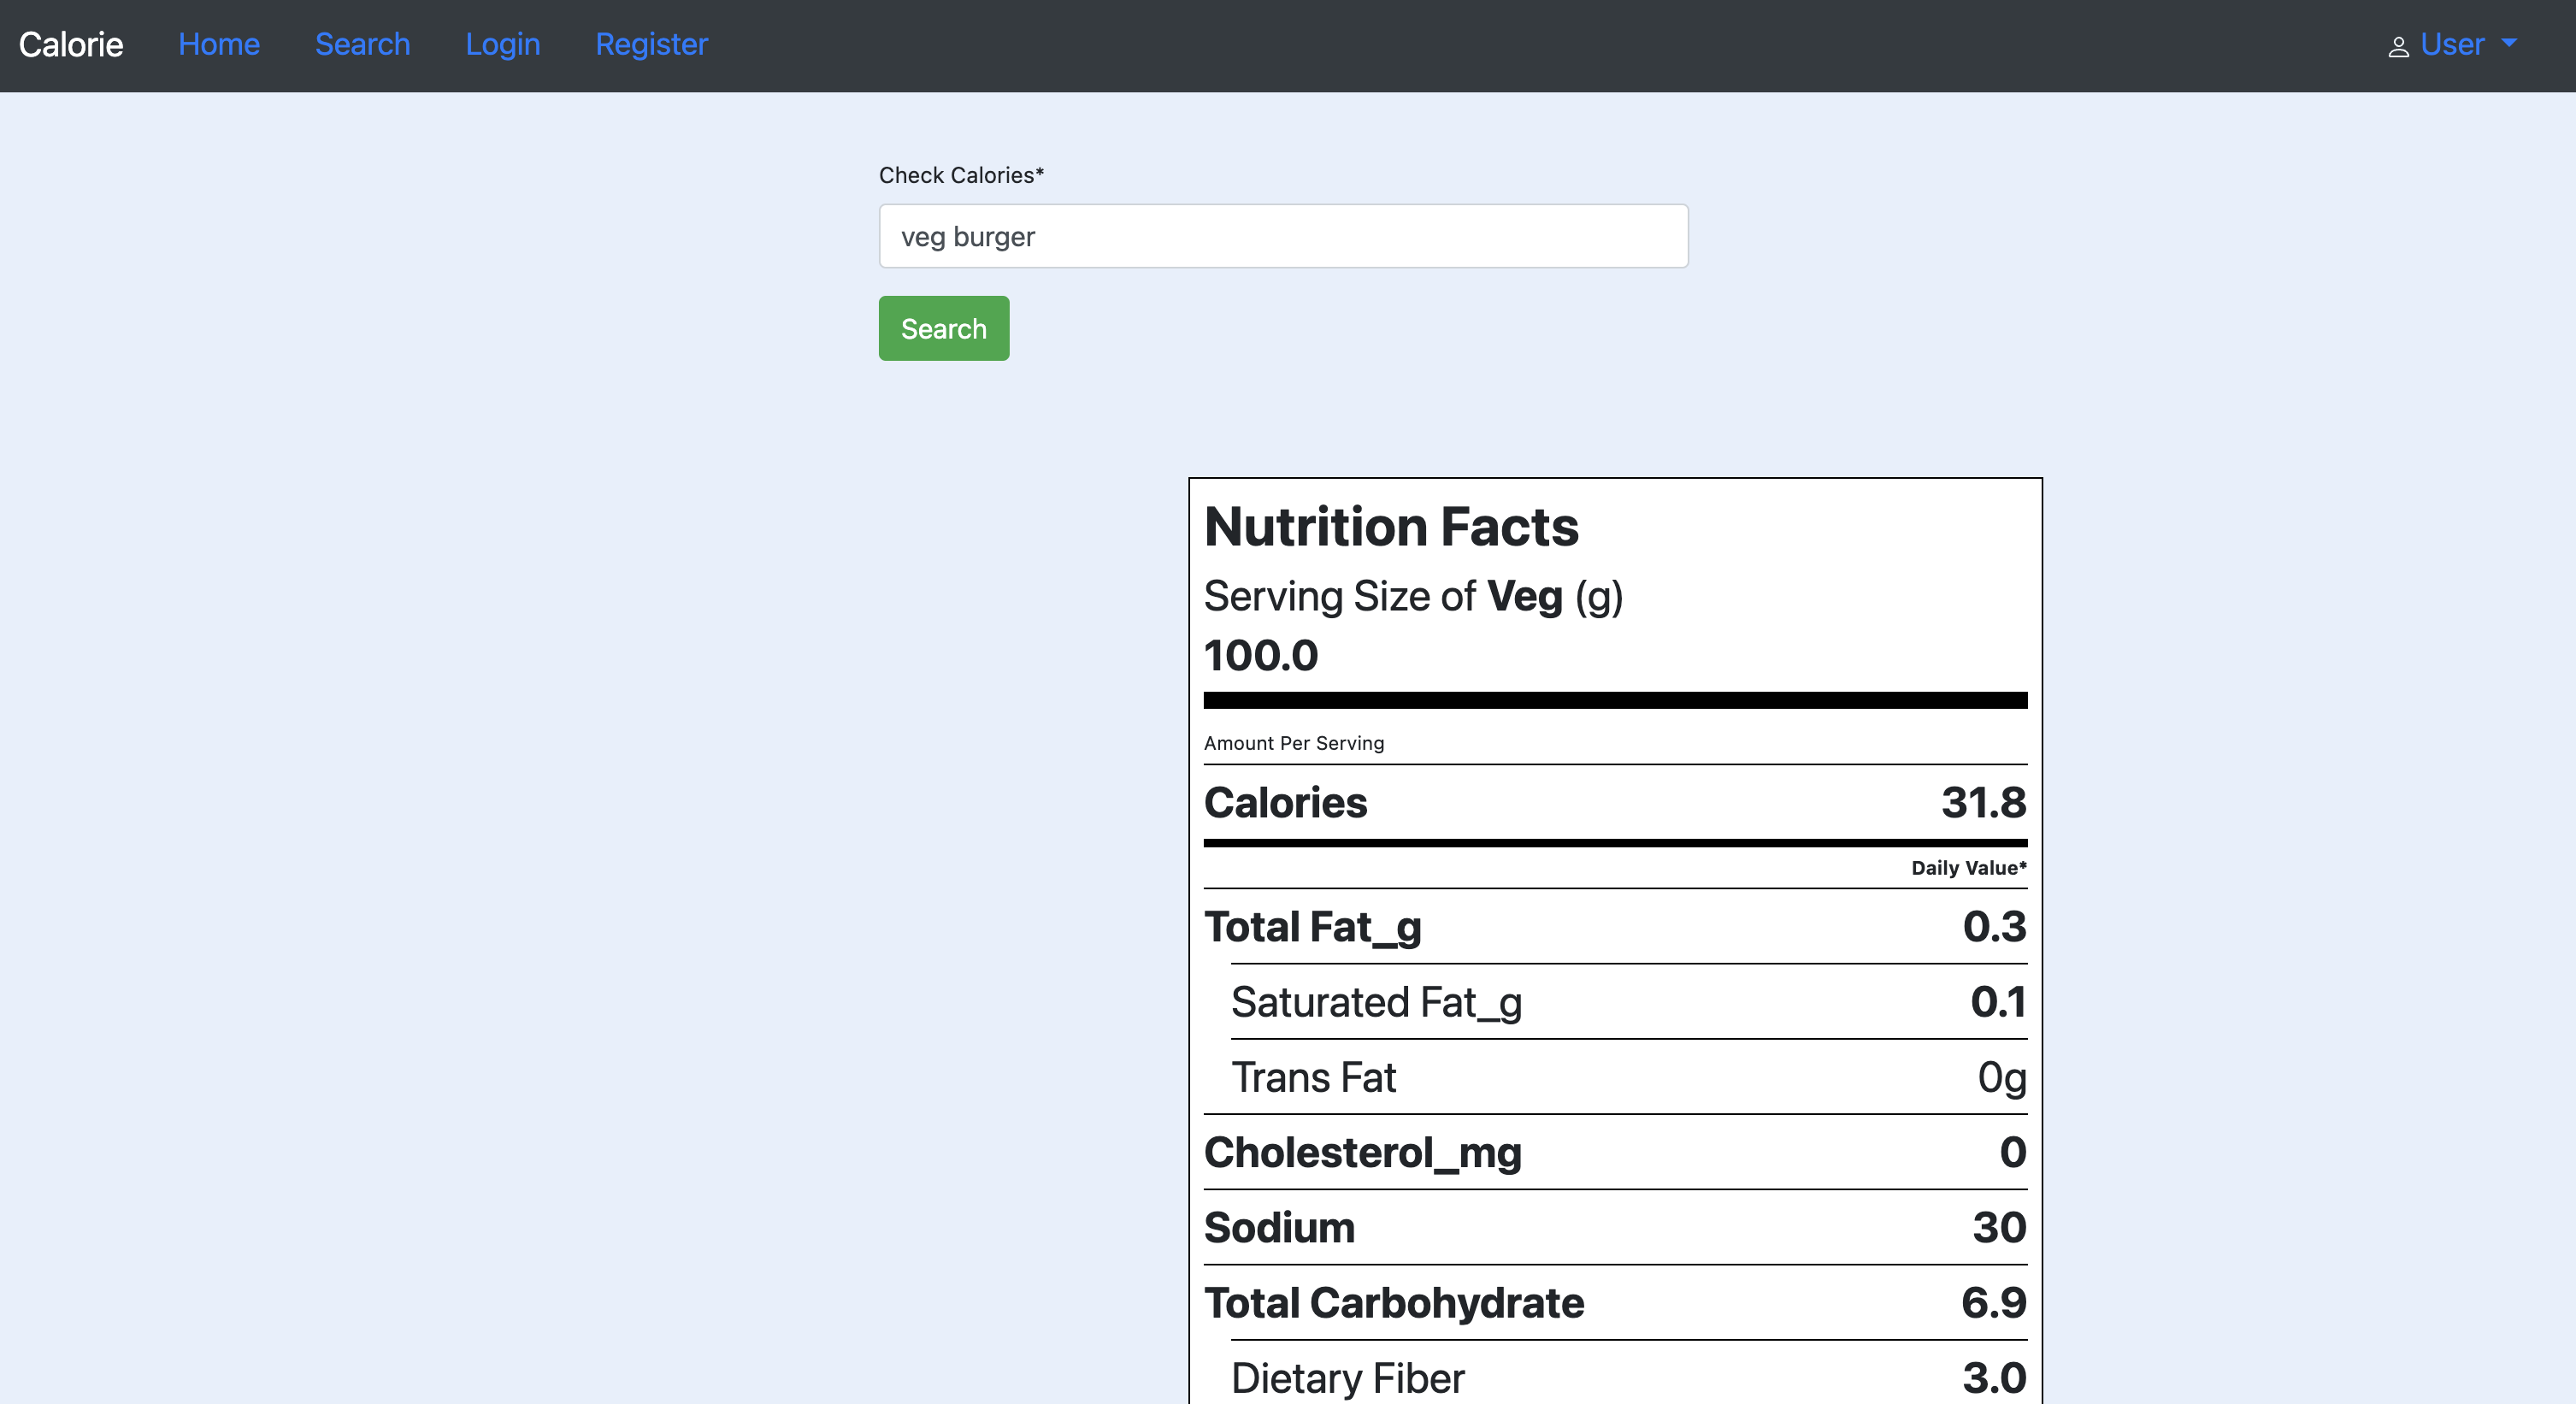 Calorie Home Search Login Register User
Check Calories*
veg burger
Search
Nutrition Facts
Serving Size of Veg (g)
100.0
Amount Per Serving
Calories 31.8
Daily Value*
Total Fat_g 0.3
Saturated Fat_g 0.1
Trans Fat 0g
Cholesterol_mg 0
Sodium 30
Total Carbohydrate 6.9
Dietary Fiber 3.0